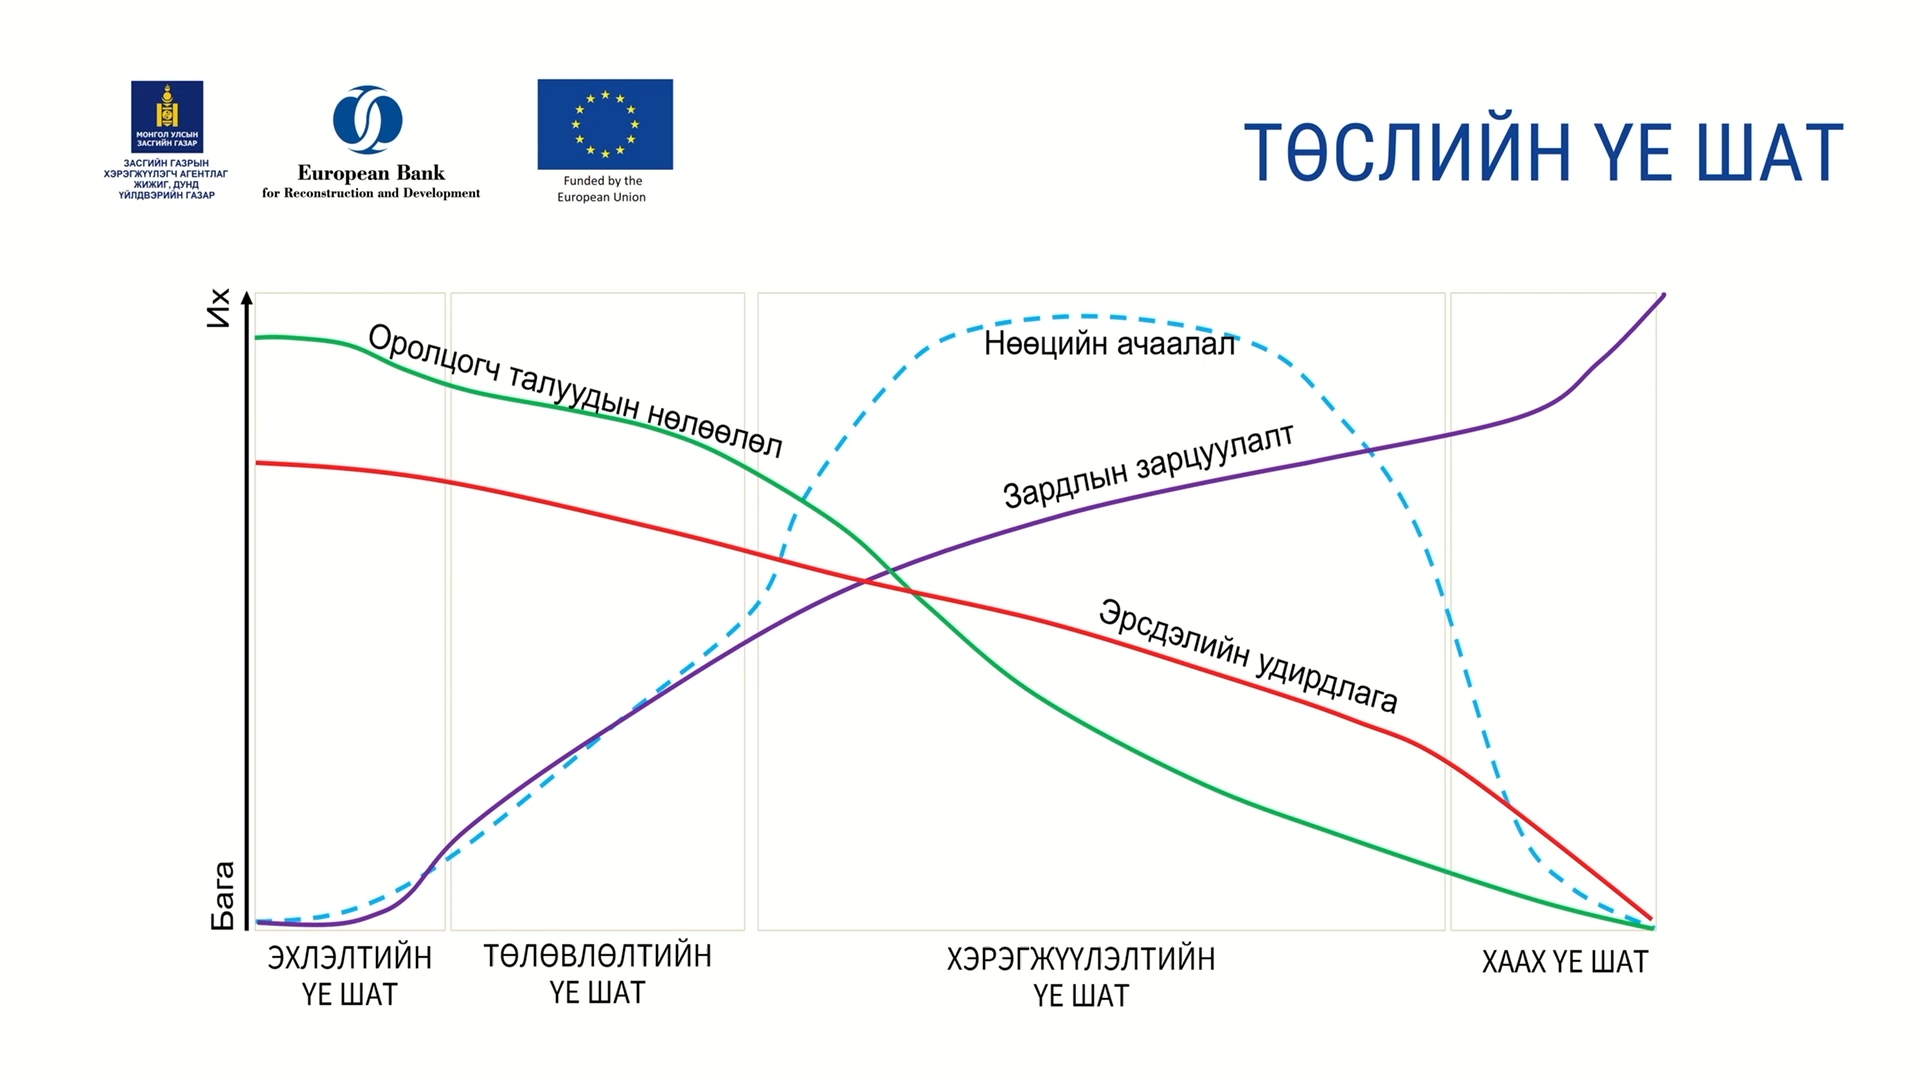 МОНГОЛ УЛСЫН
ЗАСГИЙН ГАЗАР
ЗАСГИЙН ГАЗРЫН
ХЭРЭГЖҮҮЛЭГЧ АГЕНТЛАГ
ЖИЖИГ, ДУНД
ҮЙЛДВЭРИЙН ГАЗАР
European Bank
for Reconstruction and Development
Funded by the
European Union
ТӨСЛИЙН ҮЕ ШАТ
Их
Оролцогч талуудын нөлөөлөл
Нөөцийн ачаалал
Зардлын зарцуулалт
Эрсдэлийн удирдлага
Бага
ЭХЛЭЛТИЙН
ҮЕ ШАТ
ТӨЛӨВЛӨЛТИЙН
ҮЕ ШАТ
ХЭРЭГЖҮҮЛЭЛТИЙН
ҮЕ ШАТ
ХААХ ҮЕ ШАТ